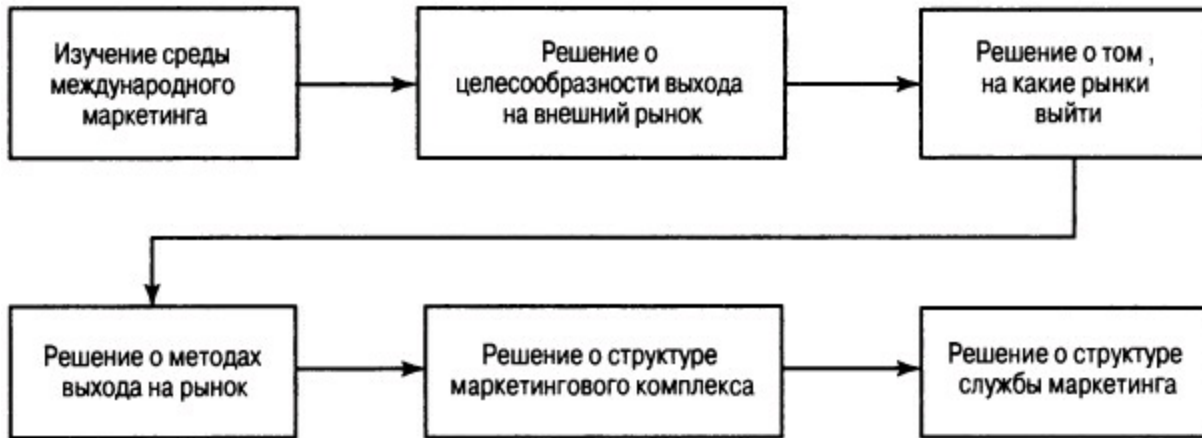 Изучение среды
международного
маркетинга
Решение о
целесообразности выхода
на внешний рынок
Решение о том ,
на какие рынки
выйти
Решение о методах
выхода на рынок
Решение о структуре
маркетингового комплекса
Решение о структуре
службы маркетинга